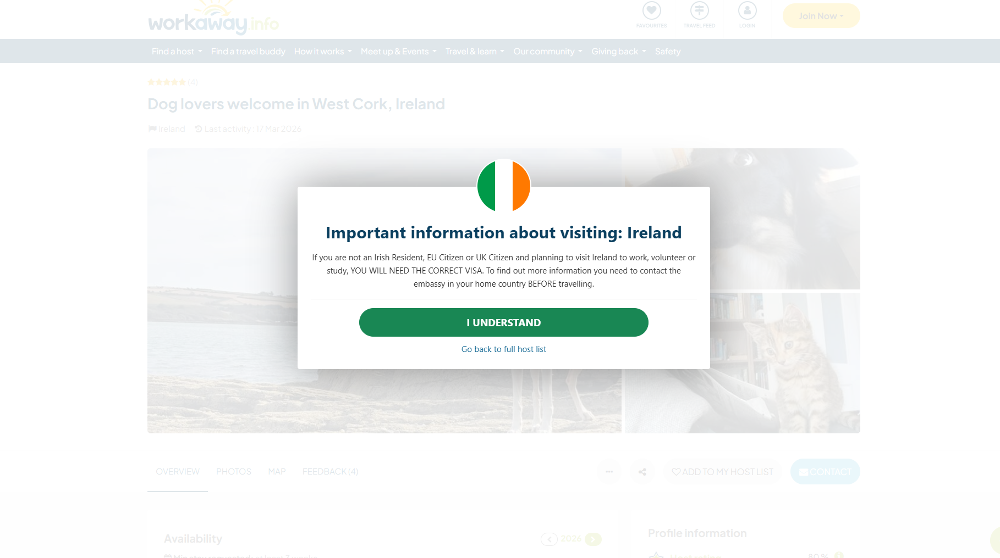 workaway.info
FAVOURITES
TRAVEL FEED
LOGIN
Join Now
Find a host
Find a travel buddy
How it works
Meet up & Events
Travel & learn
Our community
Giving back
Safety
(4)
Dog lovers welcome in West Cork, Ireland
Ireland
Last activity : 17 Mar 2026
Important information about visiting: Ireland
If you are not an Irish Resident, EU Citizen or UK Citizen and planning to visit Ireland to work, volunteer or
study, YOU WILL NEED THE CORRECT VISA. To find out more information you need to contact the
embassy in your home country BEFORE travelling.
I UNDERSTAND
Go back to full host list
OVERVIEW
PHOTOS
MAP
FEEDBACK (4)
ADD TO MY HOST LIST
CONTACT
Availability
2026
Profile information
Min stay requested: at least 3 weeks
Host rating
80 %